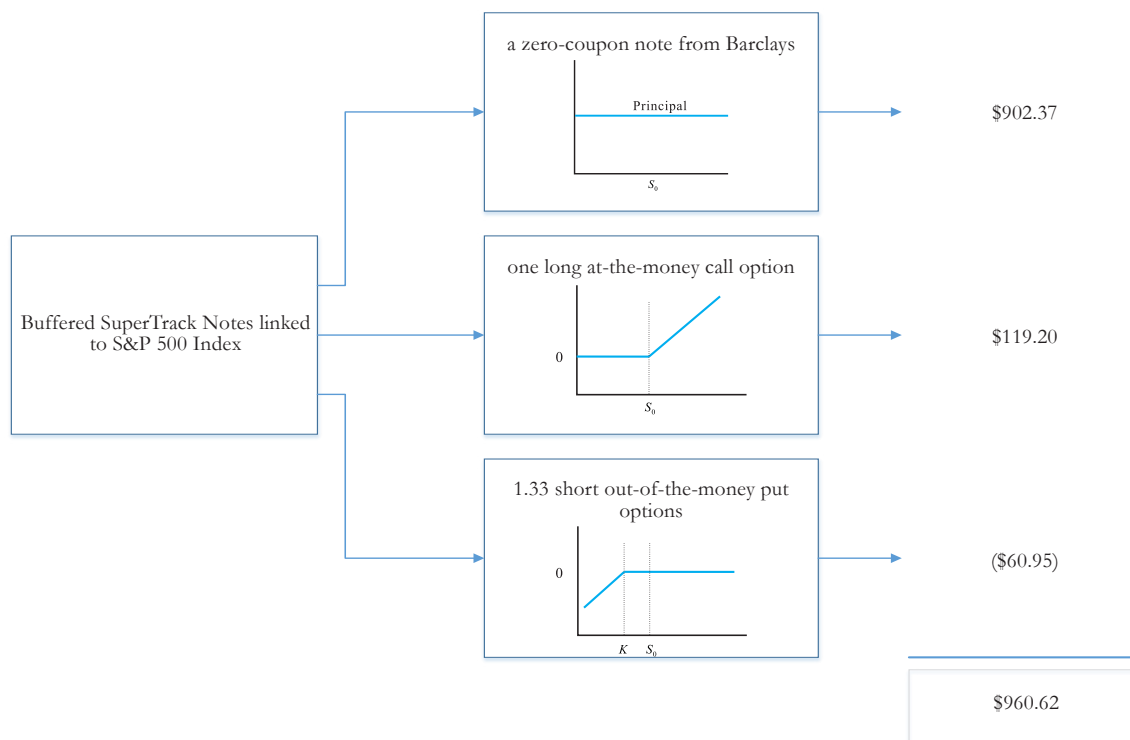 a zero-coupon note from Barclays
Principal
S₀
$902.37
Buffered SuperTrack Notes linked
to S&P 500 Index
one long at-the-money call option
0
S₀
$119.20
1.33 short out-of-the-money put
options
0
K S₀
($60.95)
$960.62